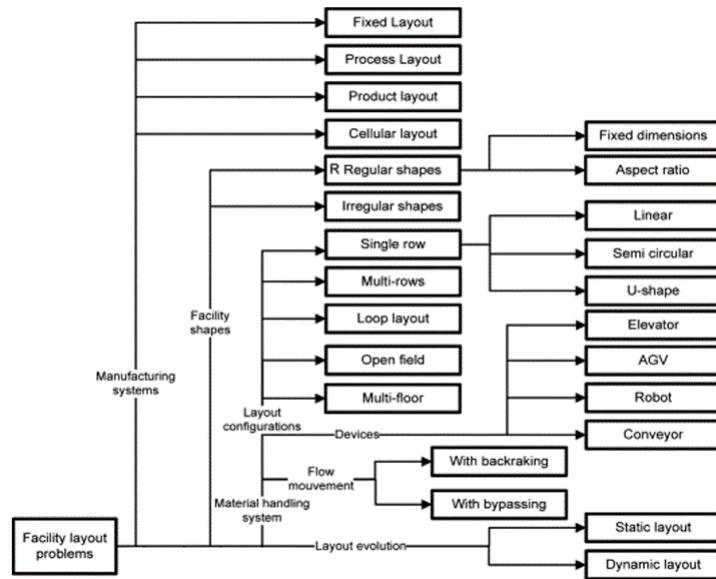 Fixed Layout
Process Layout
Product layout
Cellular layout
Fixed dimensions
R Regular shapes
Aspect ratio
Irregular shapes
Linear
Single row
Semi circular
Multi-rows
U-shape
Facility
shapes
Loop layout
Elevator
Open field
AGV
Manufacturing
systems
Multi-floor
Robot
Layout
configurations
Devices
Conveyor
With backraking
Flow
mouvement
Material handling
system
With bypassing
Static layout
Facility layout
problems
Layout evolution
Dynamic layout